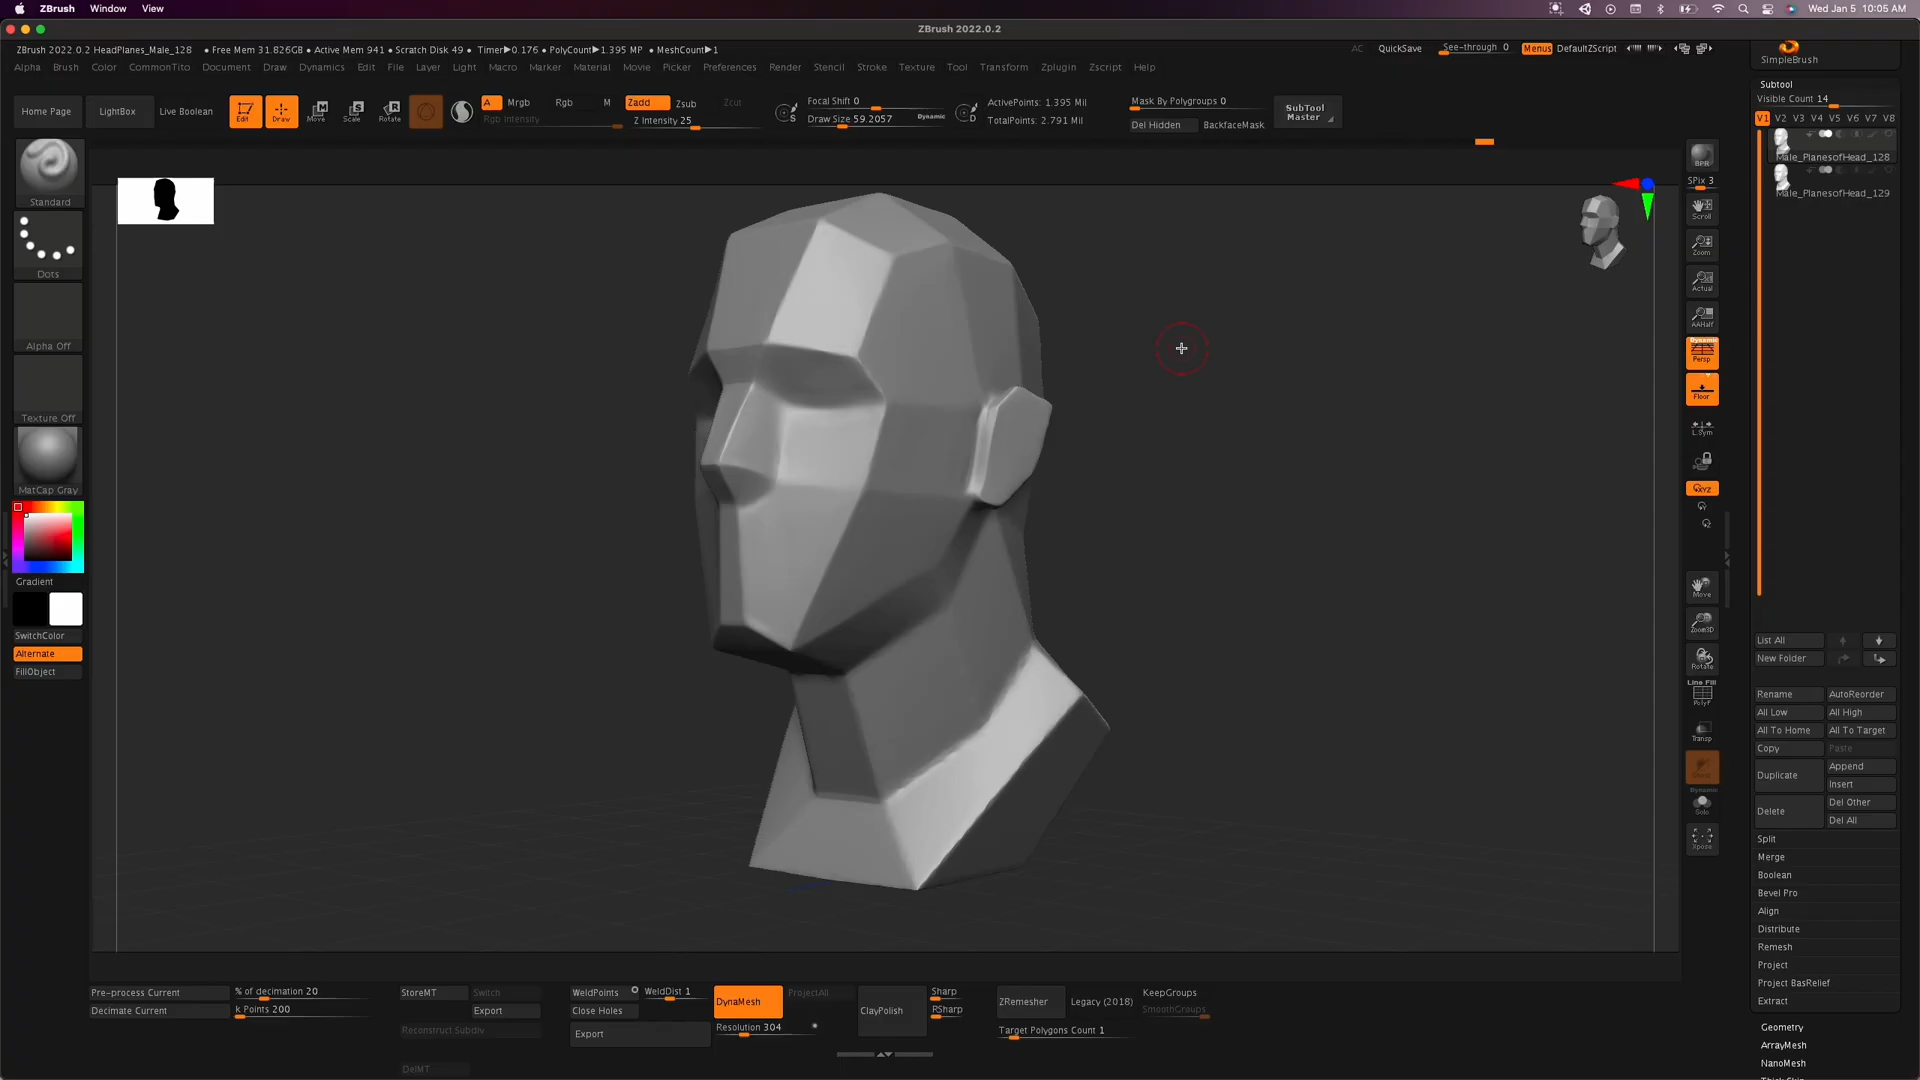 ZBrush Window View
Wed Jan 5 10:05 AM
ZBrush 2022.0.2
ZBrush 2022.0.2 HeadPlanes_Male_128 ● Free Mem 31.826GB ● Active Mem 941 ● Scratch Disk 49 ● Timer▶0.176 ● PolyCount▶1.395 MP ● MeshCount▶1
AC QuickSave See-through 0 Menus DefaultZScript
SimpleBrush
Alpha Brush Color CommonTito Document Draw Dynamics Edit File Layer Light Macro Marker Material Movie Picker Preferences Render Stencil Stroke Texture Tool Transform Zplugin Zscript Help
Home Page LightBox Live Boolean Edit Draw Move Scale Rotate
A Mrgb Rgb M
Rgb Intensity
Zadd Zsub Zcut
Z Intensity 25
S
Focal Shift 0
Draw Size 59.2057 Dynamic
D
ActivePoints: 1.395 Mil
TotalPoints: 2.791 Mil
Mask By Polygroups 0
Del Hidden BackfaceMask
SubTool
Master
Standard
Dots
Alpha Off
Texture Off
MatCap Gray
Gradient
SwitchColor
Alternate
FillObject
BPR
SPix 3
Scroll
Zoom
Actual
AAHalf
Dynamic
Persp
Floor
L.Sym
XYZ
Y
Z
Move
Zoom3D
Rotate
Line Fill
PolyF
Transp
Dynamic
Solo
Xpose
Subtool
Visible Count 14
V1 V2 V3 V4 V5 V6 V7 V8
Male_PlanesofHead_128
Male_PlanesofHead_129
List All
New Folder
Rename AutoReorder
All Low All High
All To Home All To Target
Copy Paste
Duplicate Append
Insert
Delete Del Other
Del All
Split
Merge
Boolean
Bevel Pro
Align
Distribute
Remesh
Project
Project BasRelief
Extract
Geometry
ArrayMesh
NanoMesh
Pre-process Current % of decimation 20
Decimate Current k Points 200
StoreMT Switch
Export
Reconstruct Subdiv
DelMT
WeldPoints WeldDist 1
Close Holes
Export
DynaMesh ProjectAll
Resolution 304
ClayPolish
Sharp
RSharp
ZRemesher Legacy (2018) KeepGroups
SmoothGroups
Target Polygons Count 1